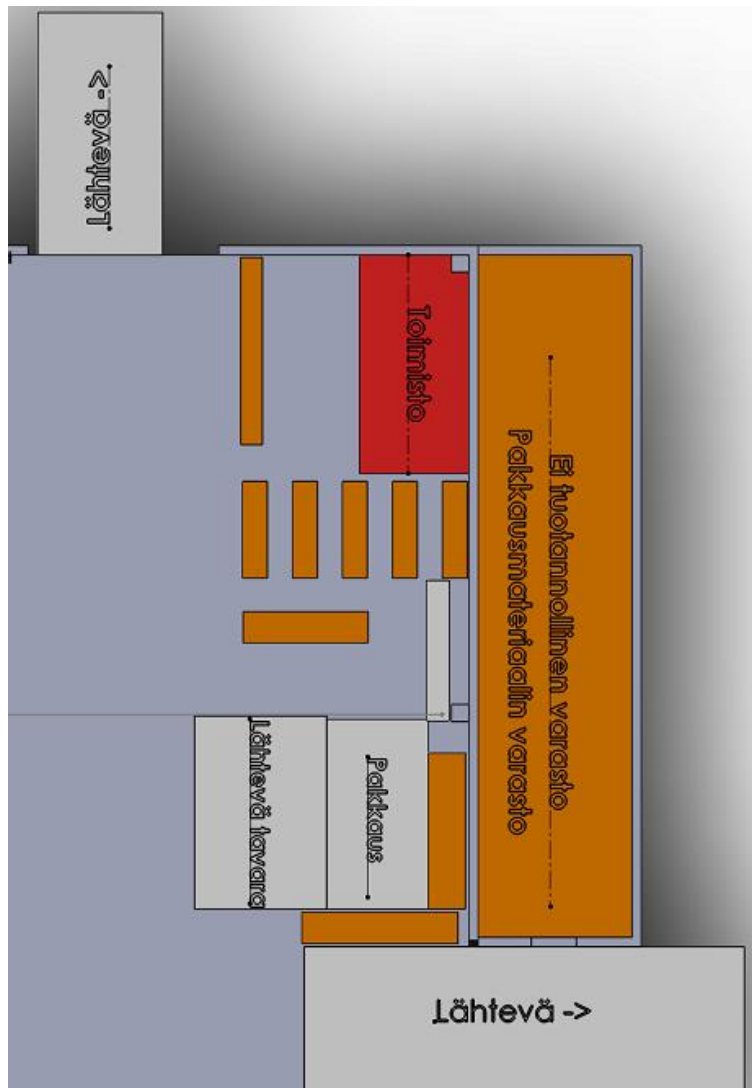 Lähtevä ->
Toimisto
Ei tuotannollinen varasto
Pakkausmateriaalin varasto
Lähtevä tavara
Pakkaus
Lähtevä ->